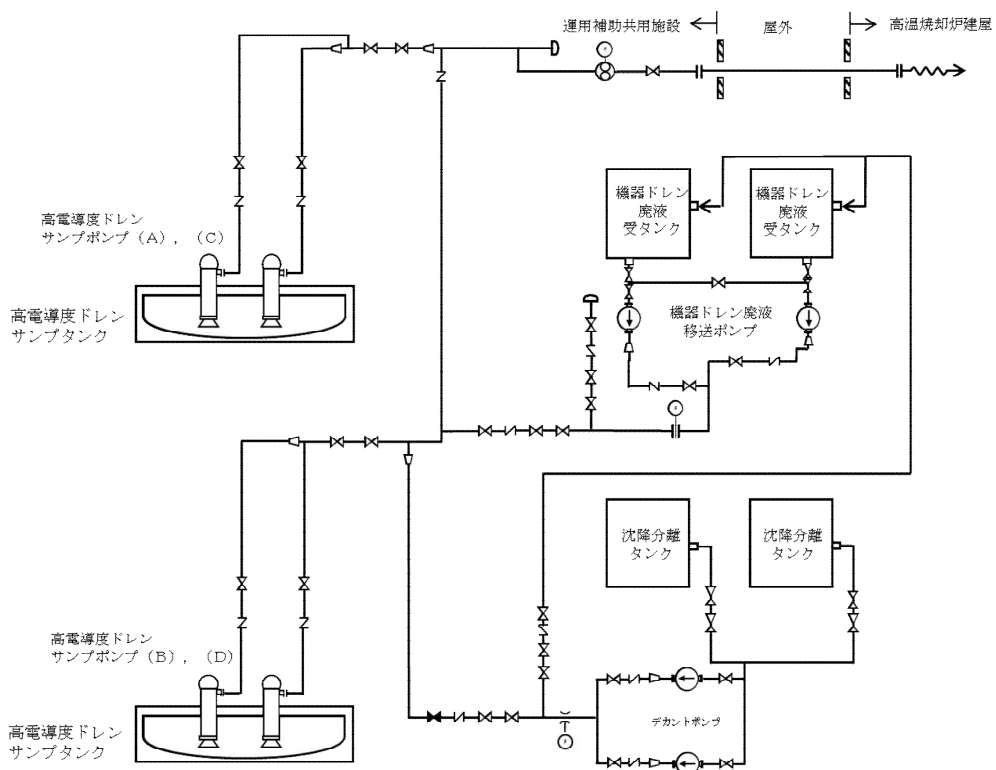 運用補助共用施設
屋外
高温焼却炉建屋
F
機器ドレン
廃液
受タンク
機器ドレン
廃液
受タンク
高電導度ドレン
サンプポンプ（A），（C）
高電導度ドレン
サンプタンク
機器ドレン廃液
移送ポンプ
F
沈降分離
タンク
沈降分離
タンク
高電導度ドレン
サンプポンプ（B），（D）
高電導度ドレン
サンプタンク
デカントポンプ
F